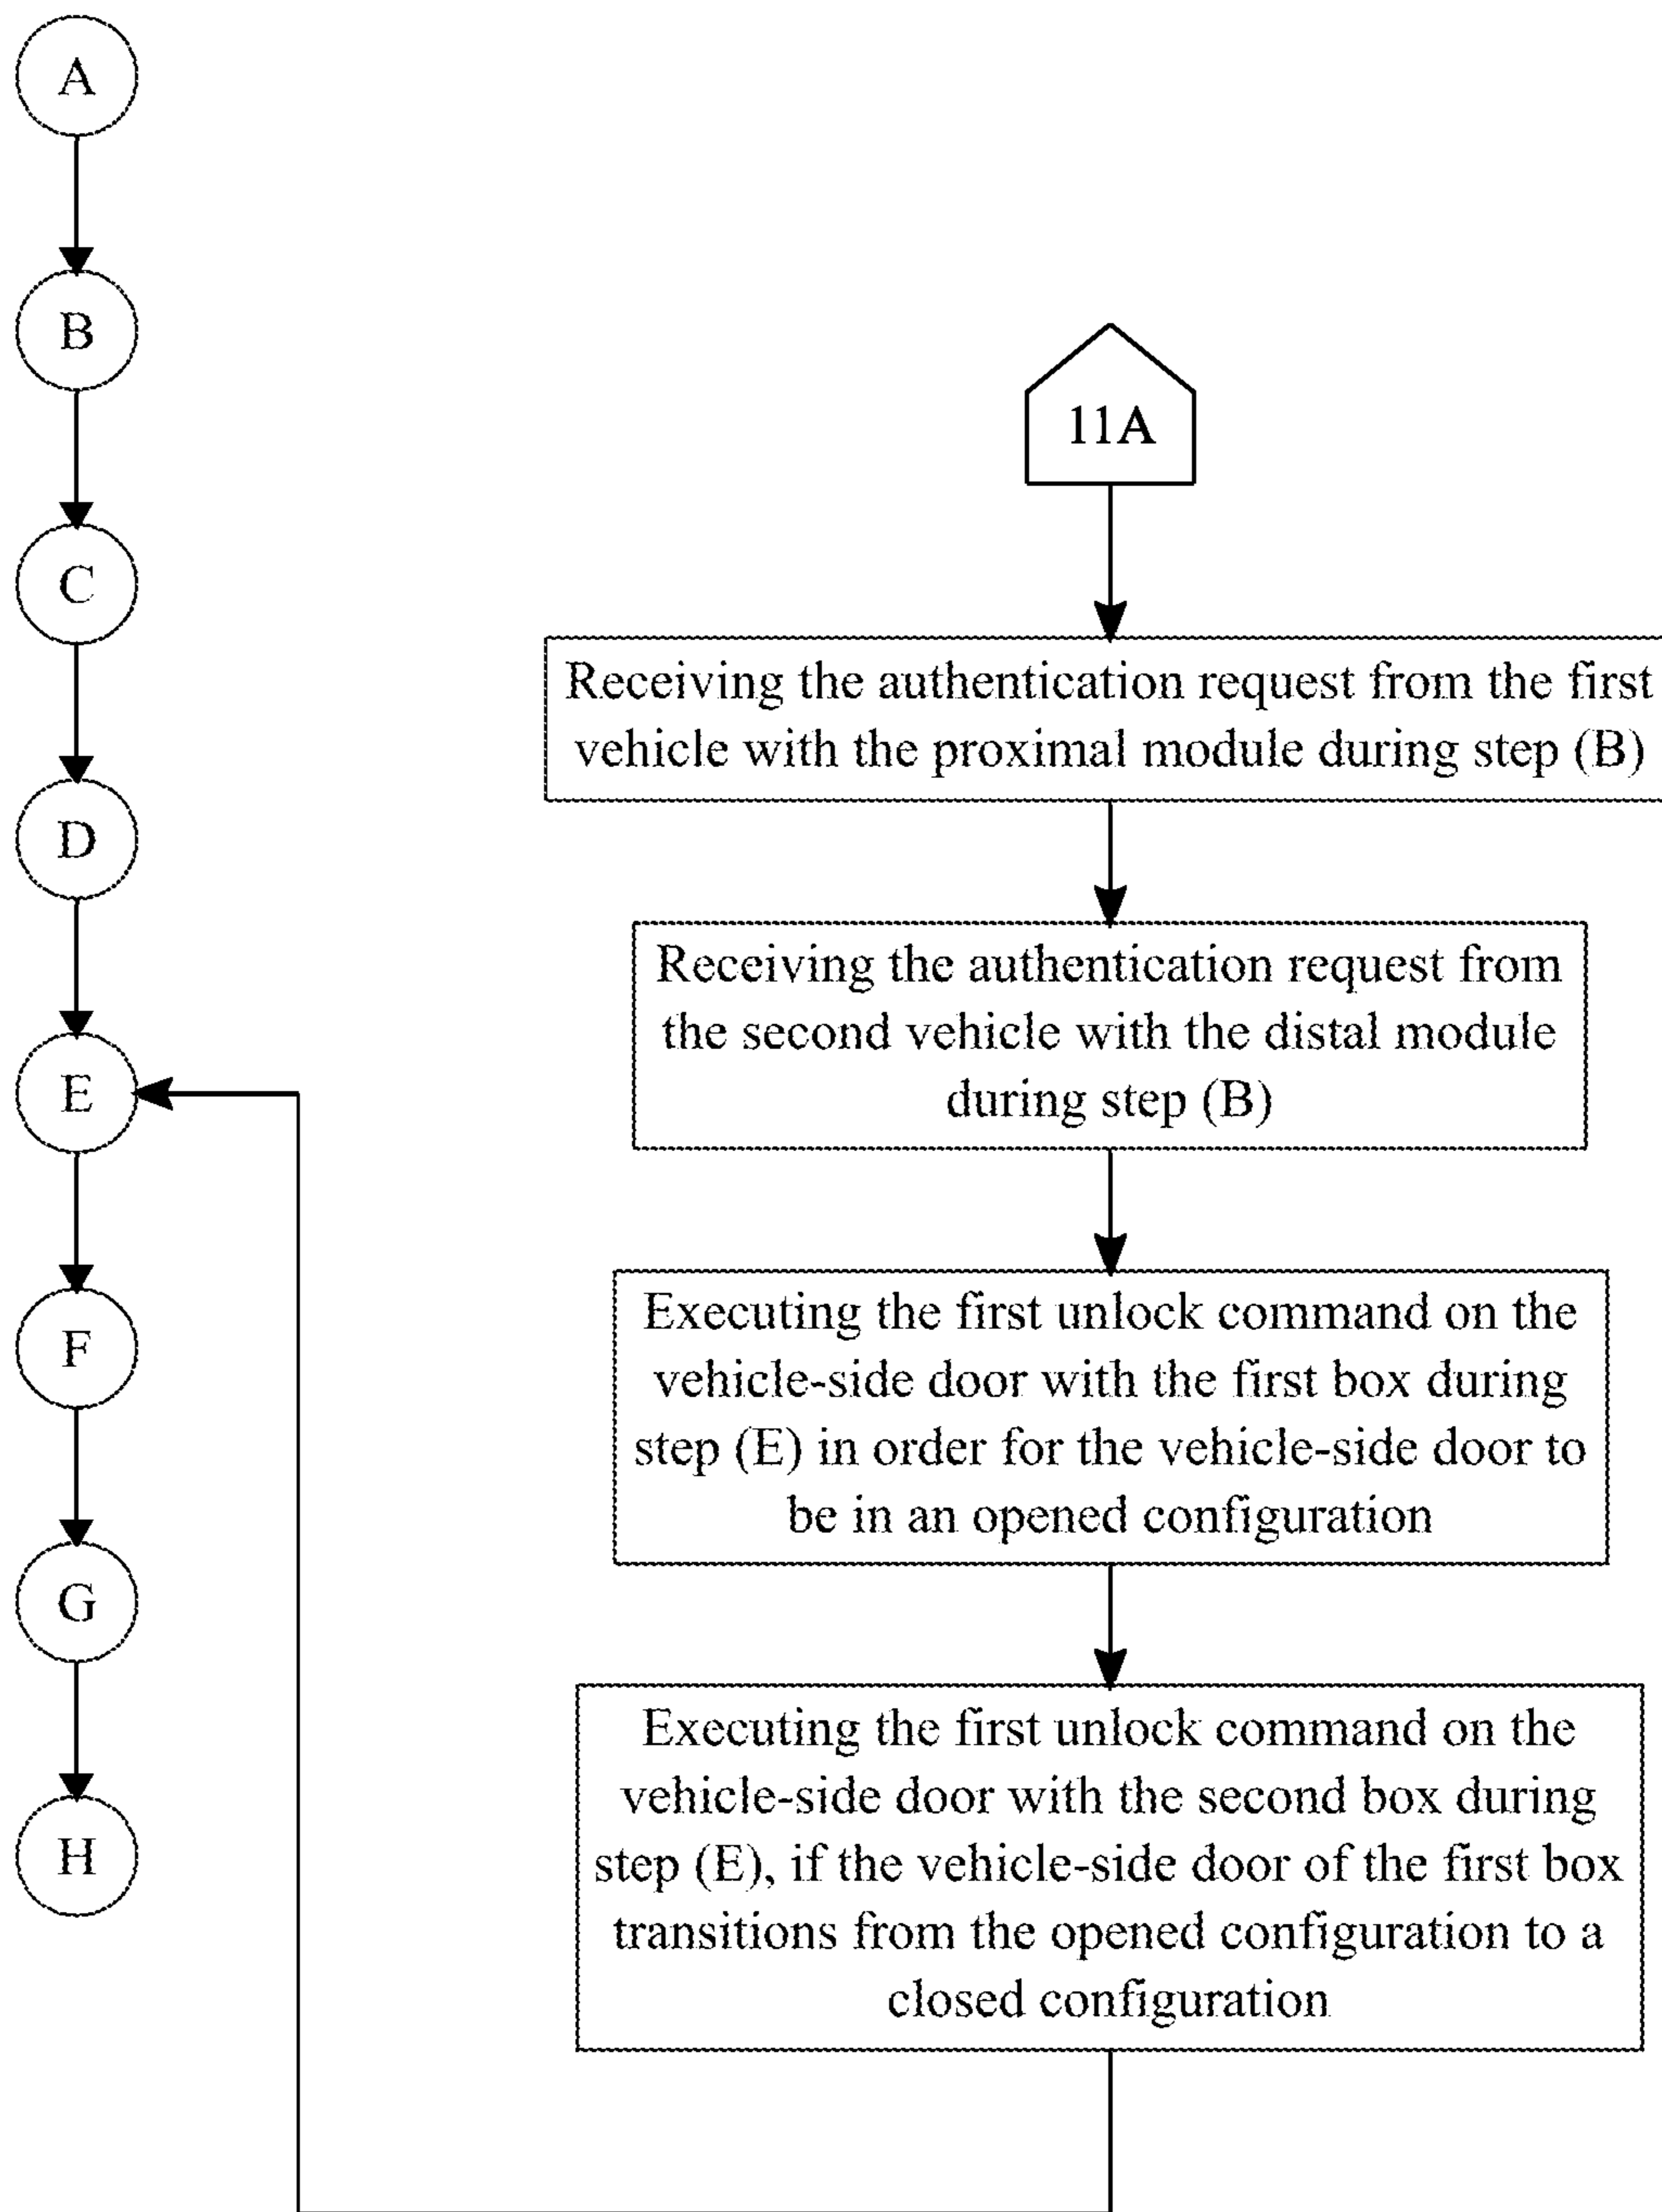 A
B
C
D
E
F
G
H
11A
Receiving the authentication request from the first
vehicle with the proximal module during step (B)
Receiving the authentication request from
the second vehicle with the distal module
during step (B)
Executing the first unlock command on the
vehicle-side door with the first box during
step (E) in order for the vehicle-side door to
be in an opened configuration
Executing the first unlock command on the
vehicle-side door with the second box during
step (E), if the vehicle-side door of the first box
transitions from the opened configuration to a
closed configuration